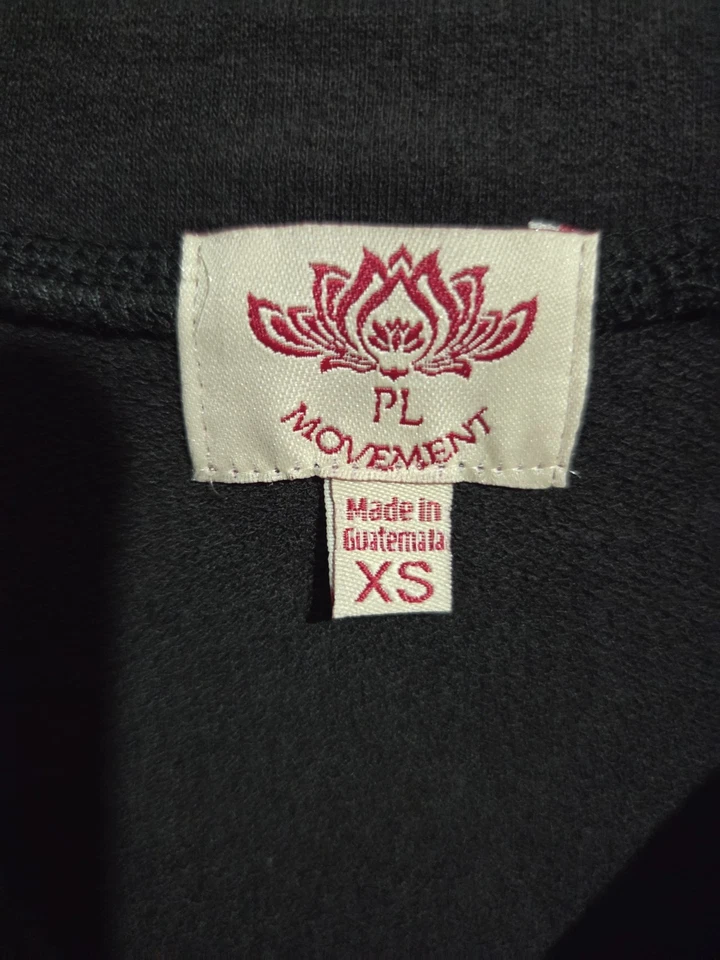 PL
MOVEMENT
Made in
Guatemala
XS